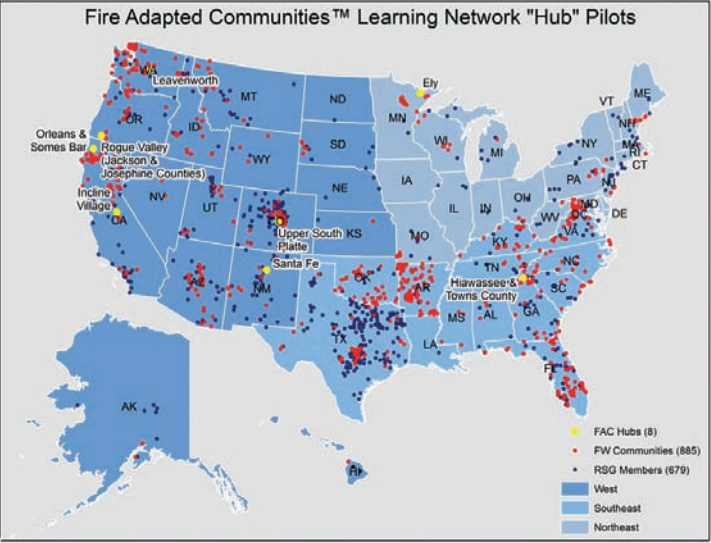 Fire Adapted Communities™ Learning Network "Hub" Pilots
WA
Leavenworth
Ely
MT
ND
MN
VT
ME
OR
ID
NH
Orleans &
Somes Bar
Rogue Valley
(Jackson &
Josephine Counties)
SD
WI
MI
NY
MA
RI
CT
WY
Incline
Village
NV
UT
NE
IA
PA
NJ
IL
IN
OH
MD
DC
DE
CA
CO
Upper South
Platte
KS
MO
WV
VA
KY
Santa Fe
AZ
NM
OK
AR
TN
NC
Hiawassee &
Towns County
SC
MS
AL
GA
TX
LA
FL
AK
HI
FAC Hubs (8)
FW Communities (885)
RSG Members (679)
West
Southeast
Northeast